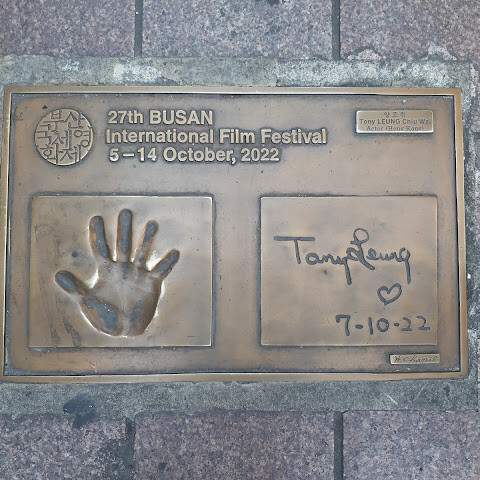 27th BUSAN
International Film Festival
5–14 October, 2022
양조위
Tony LEUNG Chiu Wai
Actor (Hong Kong)
Tony Leung
7-10-22